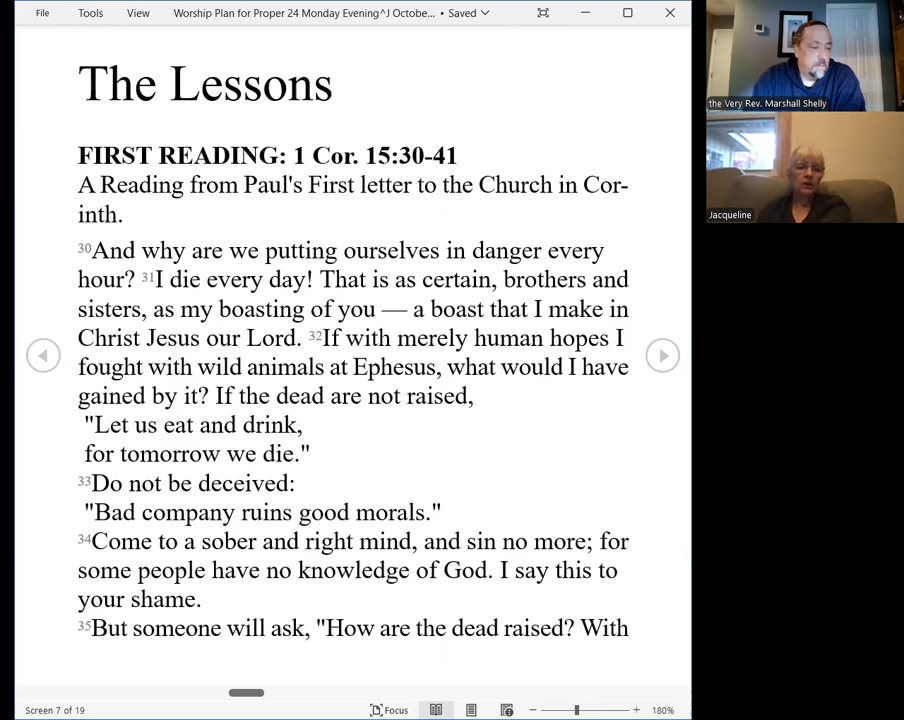 File Tools View Worship Plan for Proper 24 Monday Evening^J Octobe... • Saved
The Lessons
FIRST READING: 1 Cor. 15:30-41
A Reading from Paul's First letter to the Church in Cor-
inth.
30And why are we putting ourselves in danger every
hour? 31I die every day! That is as certain, brothers and
sisters, as my boasting of you — a boast that I make in
Christ Jesus our Lord. 32If with merely human hopes I
fought with wild animals at Ephesus, what would I have
gained by it? If the dead are not raised,
"Let us eat and drink,
for tomorrow we die."
33Do not be deceived:
"Bad company ruins good morals."
34Come to a sober and right mind, and sin no more; for
some people have no knowledge of God. I say this to
your shame.
35But someone will ask, "How are the dead raised? With
Screen 7 of 19 Focus 180%
the Very Rev. Marshall Shelly
Jacqueline